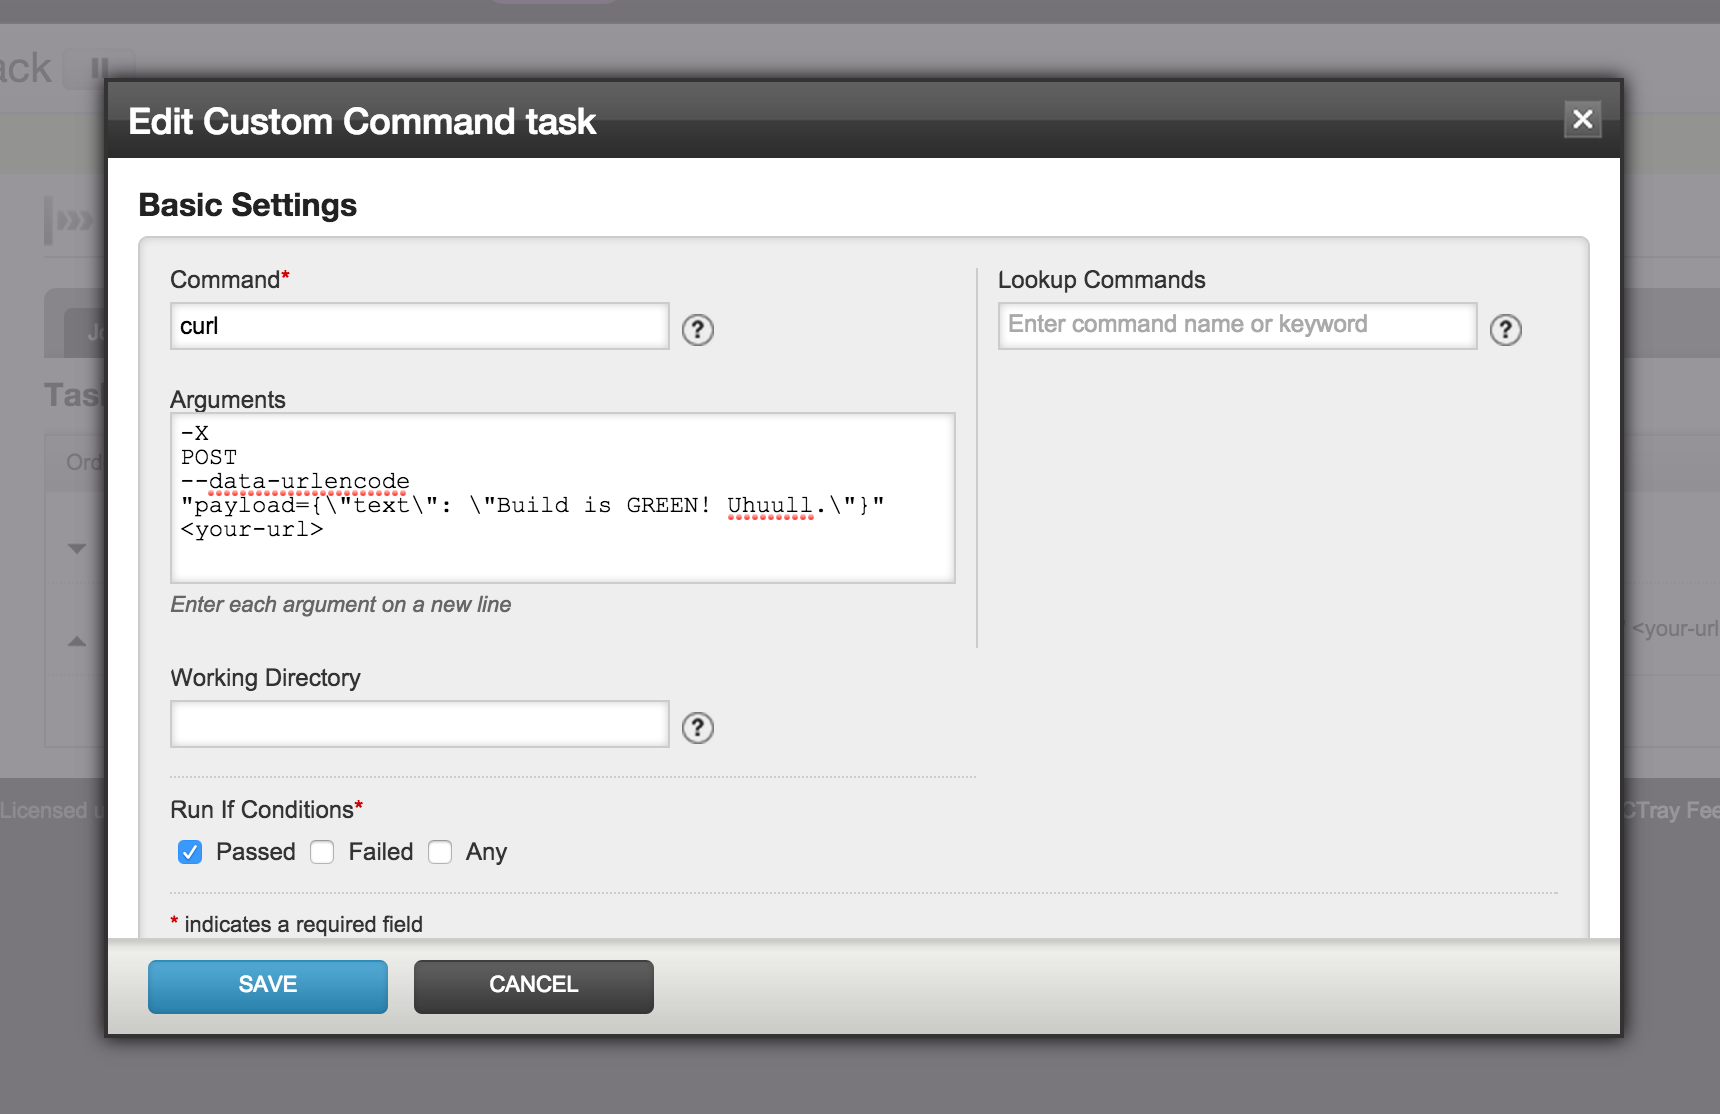 ack
Edit Custom Command task
Basic Settings
Command*
curl
Lookup Commands
Enter command name or keyword
Arguments
-X
POST
--data-urlencode
"payload={\"text\": \"Build is GREEN! Uhuull.\"}"
<your-url>
Enter each argument on a new line
Working Directory
Run If Conditions*
Passed Failed Any
* indicates a required field
SAVE CANCEL
Jo
Tas
Ord
<your-url
Licensed u
CTray Fee